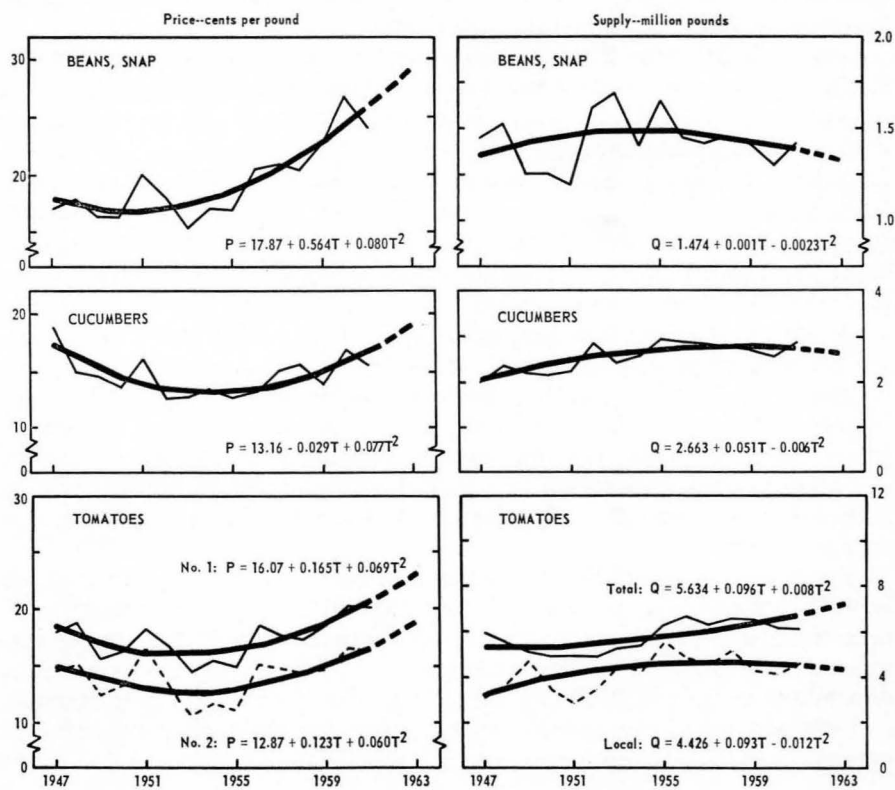 Price--cents per pound
Supply--million pounds
30
20
0
BEANS, SNAP
P = 17.87 + 0.564T + 0.080T²
BEANS, SNAP
Q = 1.474 + 0.001T - 0.0023T²
2.0
1.5
1.0
0
20
10
0
CUCUMBERS
P = 13.16 - 0.029T + 0.077T²
CUCUMBERS
Q = 2.663 + 0.051T - 0.006T²
4
2
0
30
20
10
0
TOMATOES
No. 1: P = 16.07 + 0.165T + 0.069T²
No. 2: P = 12.87 + 0.123T + 0.060T²
TOMATOES
Total: Q = 5.634 + 0.096T + 0.008T²
Local: Q = 4.426 + 0.093T - 0.012T²
12
8
4
0
1947 1951 1955 1959 1963
1947 1951 1955 1959 1963